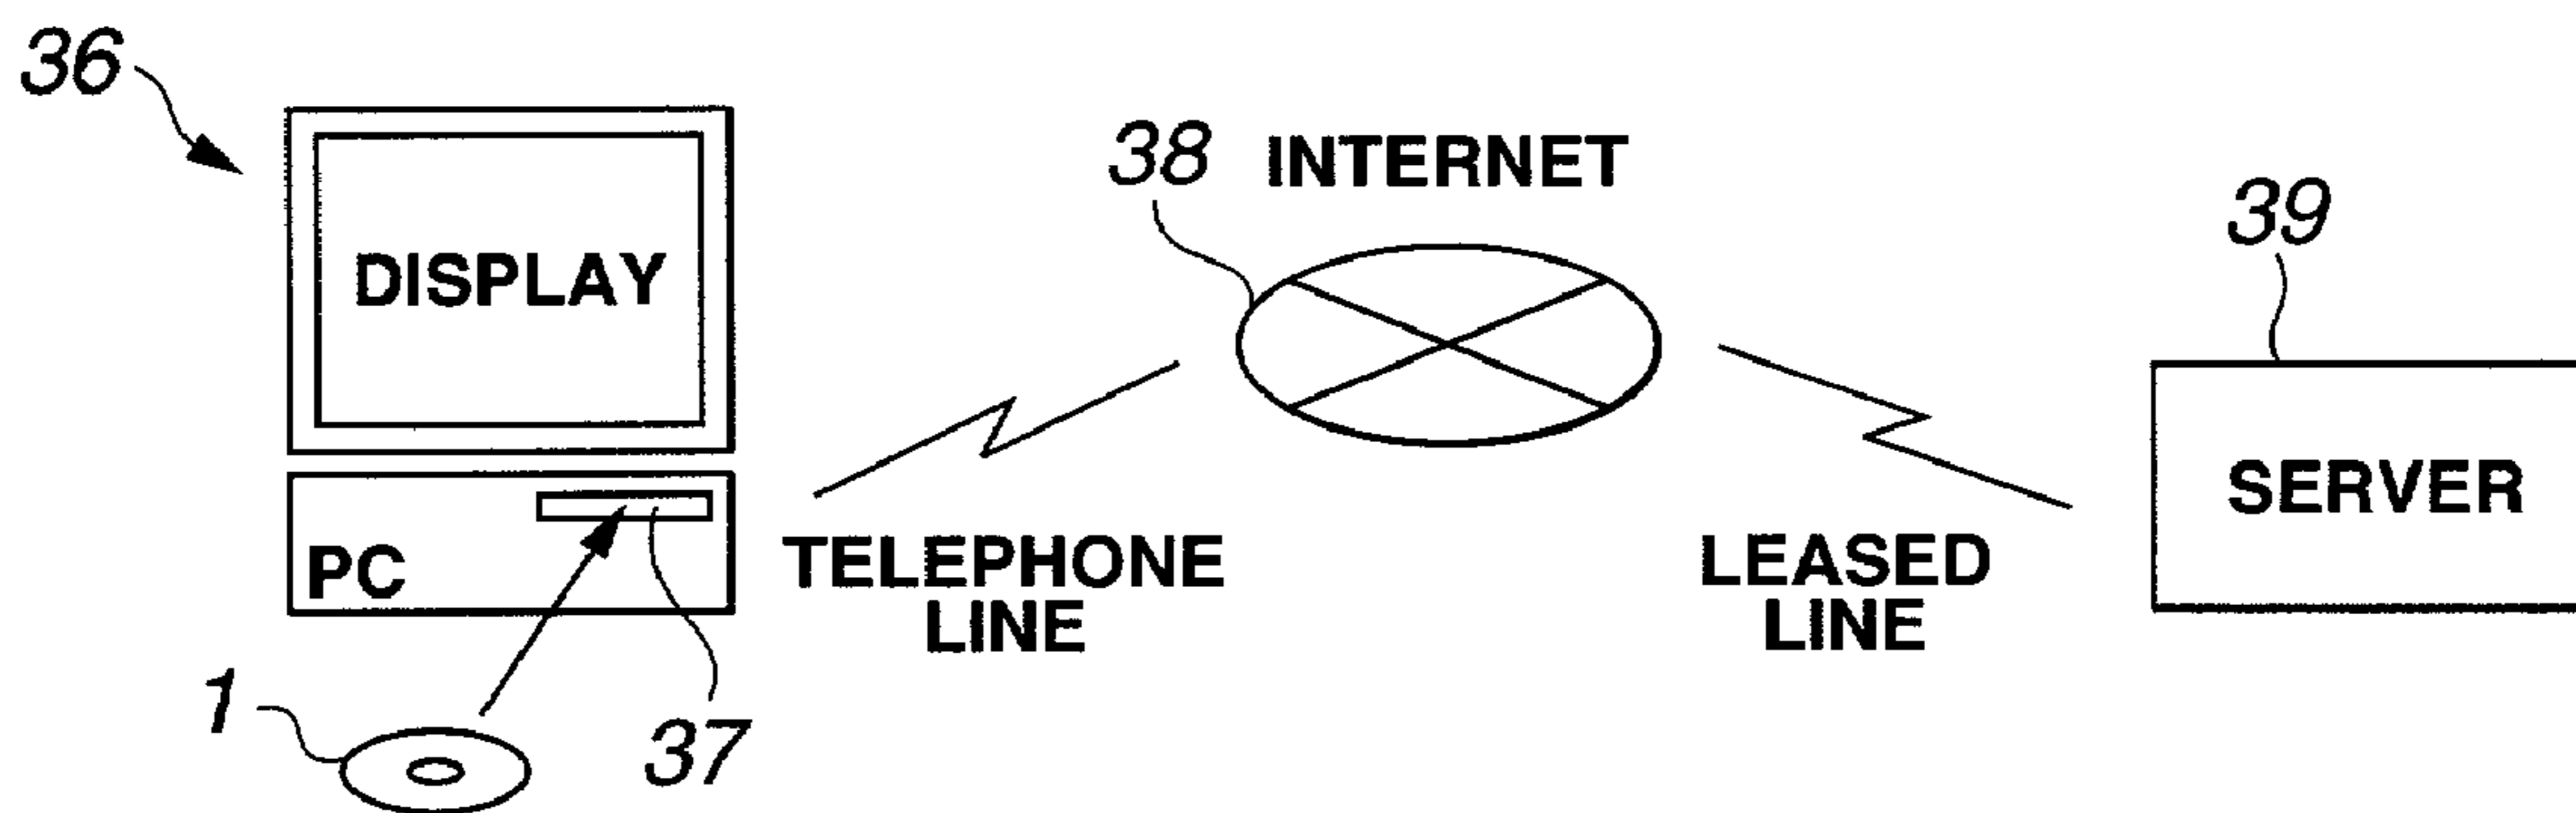 36
DISPLAY
PC
1
37
TELEPHONE
LINE
38
INTERNET
LEASED
LINE
39
SERVER